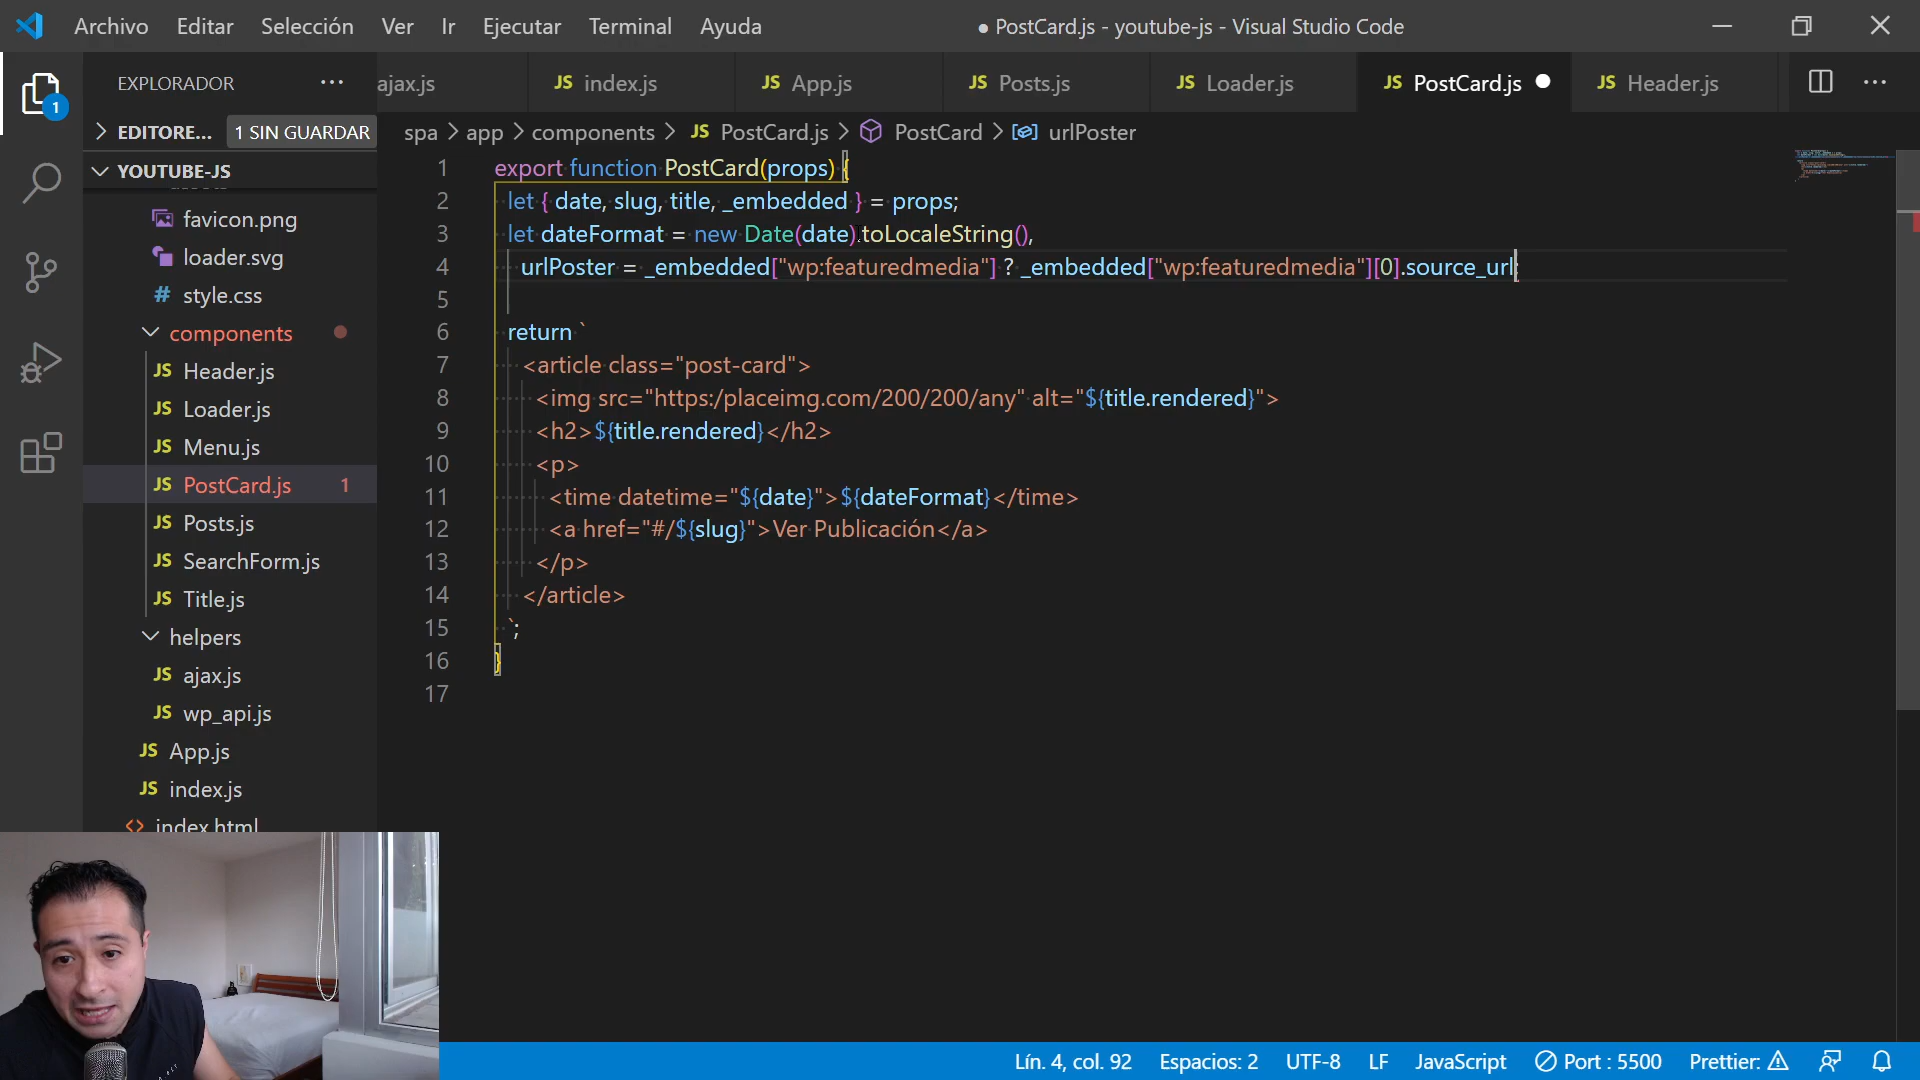 Archivo Editar Selección Ver Ir Ejecutar Terminal Ayuda
● PostCard.js - youtube-js - Visual Studio Code
EXPLORADOR ···
ajax.js
JS index.js
JS App.js
JS Posts.js
JS Loader.js
JS PostCard.js ●
JS Header.js
1
EDITORE... 1 SIN GUARDAR
YOUTUBE-JS
favicon.png
loader.svg
# style.css
components
JS Header.js
JS Loader.js
JS Menu.js
JS PostCard.js 1
JS Posts.js
JS SearchForm.js
JS Title.js
helpers
JS ajax.js
JS wp_api.js
JS App.js
JS index.js
<> index.html
spa > app > components > JS PostCard.js > PostCard > urlPoster
1 export function PostCard(props) {
2 let { date, slug, title, _embedded } = props;
3 let dateFormat = new Date(date).toLocaleString(),
4 urlPoster = _embedded["wp:featuredmedia"] ? _embedded["wp:featuredmedia"][0].source_url;
5
6 return `
7 <article class="post-card">
8 <img src="https:/placeimg.com/200/200/any" alt="${title.rendered}">
9 <h2>${title.rendered}</h2>
10 <p>
11 <time datetime="${date}">${dateFormat}</time>
12 <a href="#/${slug}">Ver Publicación</a>
13 </p>
14 </article>
15 `;
16 }
17
Lín. 4, col. 92 Espacios: 2 UTF-8 LF JavaScript Port : 5500 Prettier: